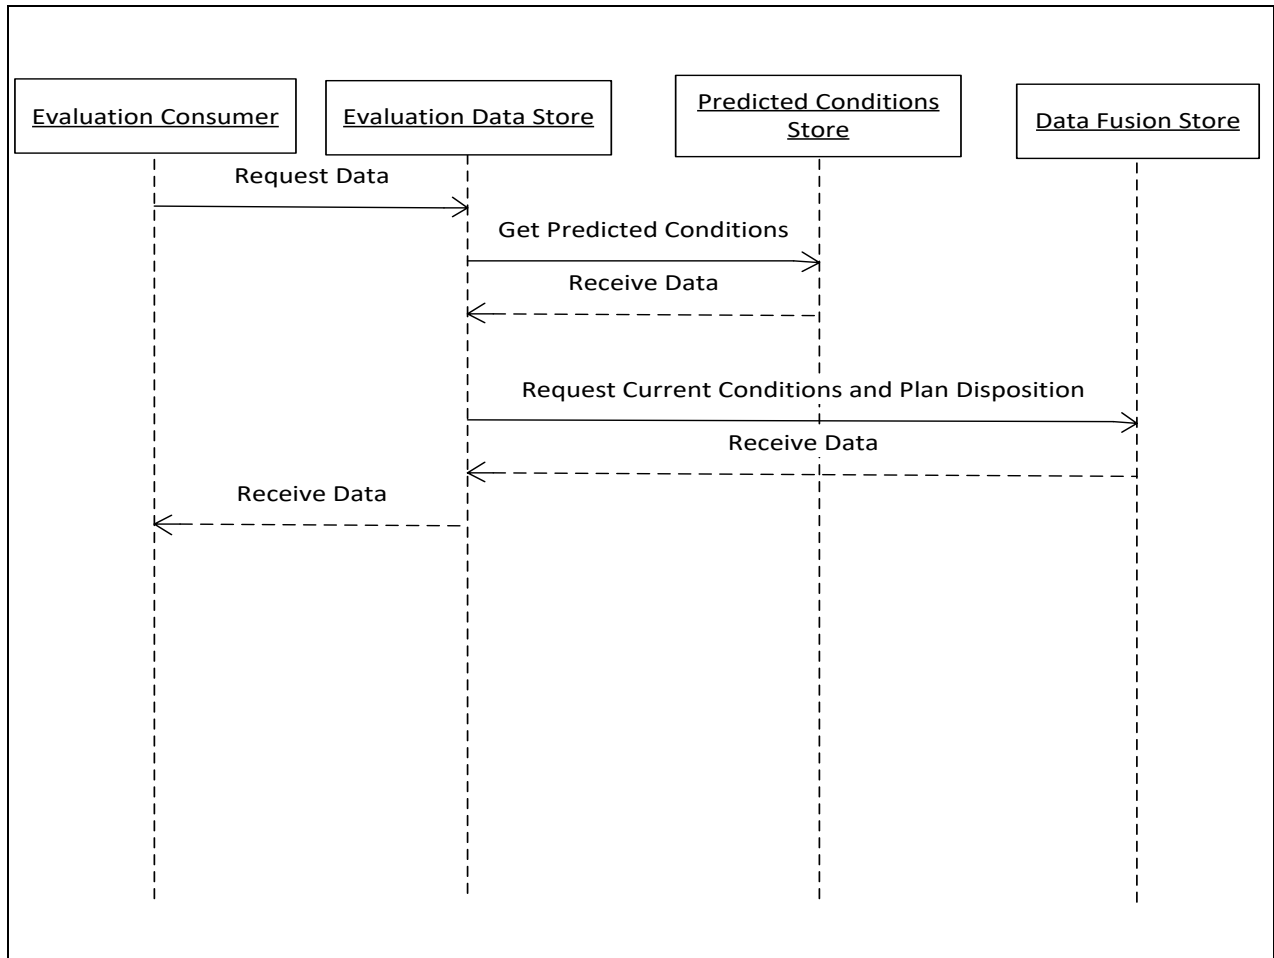 Evaluation Consumer
Evaluation Data Store
Predicted Conditions
Store
Data Fusion Store
Request Data
Get Predicted Conditions
Receive Data
Request Current Conditions and Plan Disposition
Receive Data
Receive Data